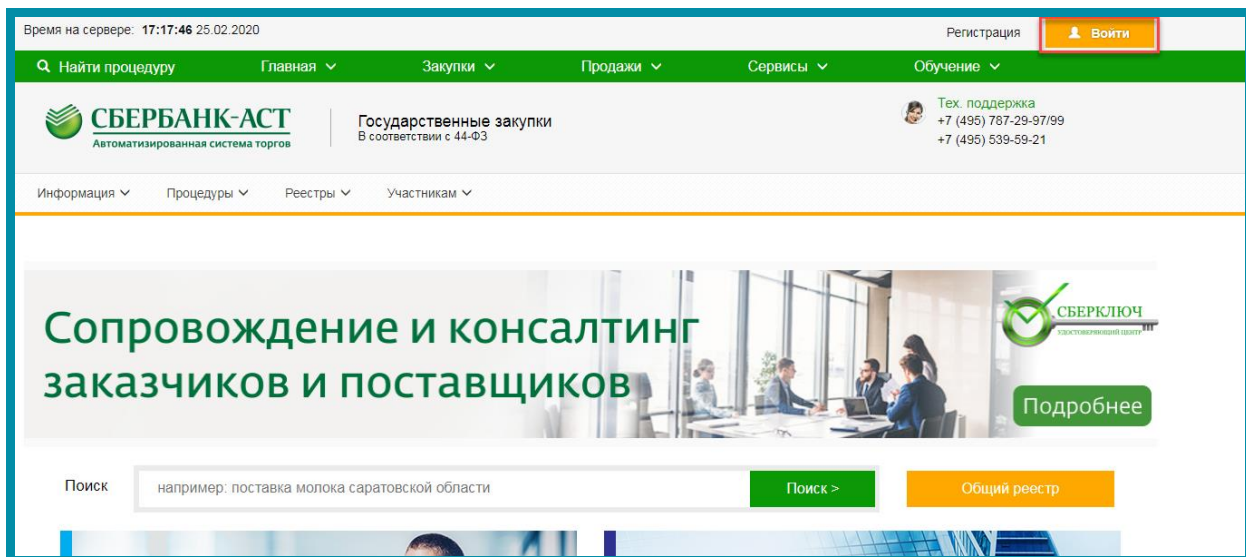 Время на сервере: 17:17:46 25.02.2020
Регистрация
Войти
Найти процедуру
Главная
Закупки
Продажи
Сервисы
Обучение
СБЕРБАНК-АСТ
Автоматизированная система торгов
Государственные закупки
В соответствии с 44-ФЗ
Тех. поддержка
+7 (495) 787-29-97/99
+7 (495) 539-59-21
Информация
Процедуры
Реестры
Участникам
Сопровождение и консалтинг
заказчиков и поставщиков
СБЕРКЛЮЧ
УДОСТОВЕРЯЮЩИЙ ЦЕНТР
Подробнее
Поиск
например: поставка молока саратовской области
Поиск >
Общий реестр